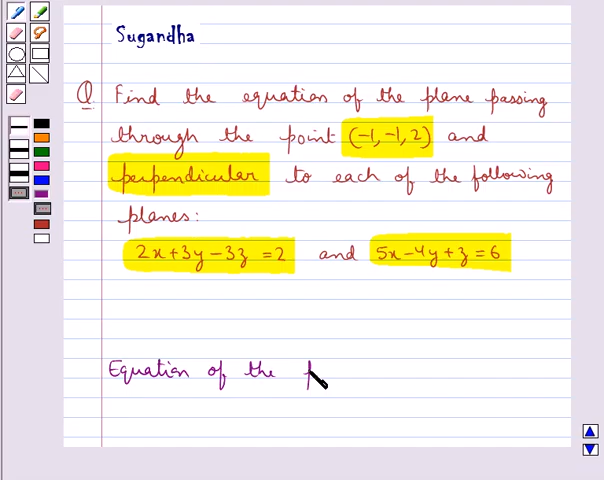 Sugandha
Q Find the equation of the plane passing
through the point (-1, -1, 2) and
perpendicular to each of the following
planes:
2x+3y-3z=2 and 5x-4y+z=6
Equation of the